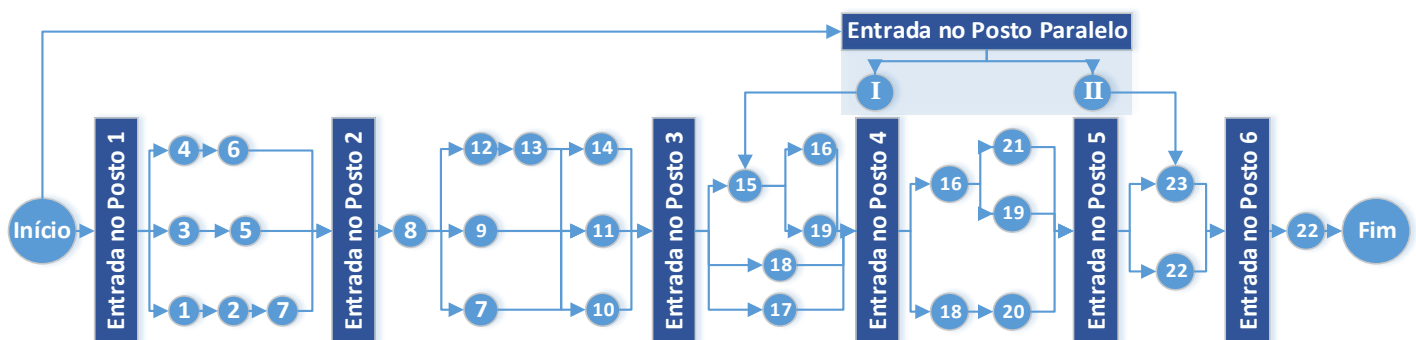 Entrada no Posto Paralelo
I
II
Início
Entrada no Posto 1
4
6
3
5
1
2
7
Entrada no Posto 2
8
12
13
14
9
11
7
10
Entrada no Posto 3
15
16
19
18
17
Entrada no Posto 4
16
21
19
18
20
Entrada no Posto 5
23
22
Entrada no Posto 6
22
Fim